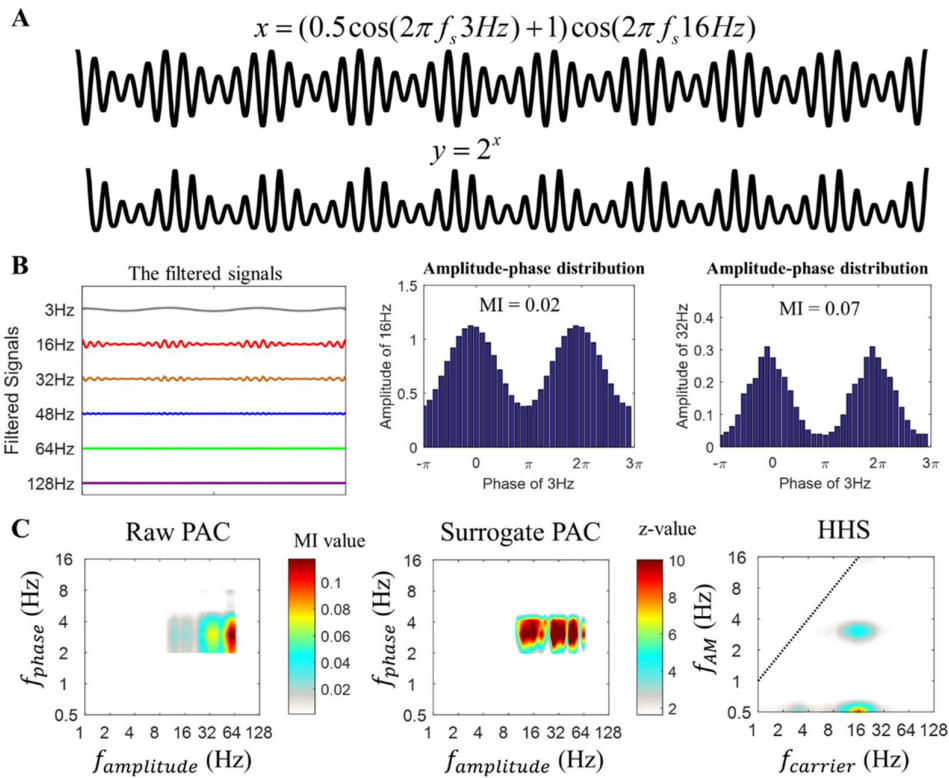 A
x = (0.5cos(2π f_s 3Hz) + 1)cos(2π f_s 16Hz)
y = 2^x
B
The filtered signals
Filtered Signals
3Hz
16Hz
32Hz
48Hz
64Hz
128Hz
Amplitude-phase distribution
MI = 0.02
Amplitude of 16Hz
1.5
1
0.5
0
-π 0 π 2π 3π
Phase of 3Hz
Amplitude-phase distribution
MI = 0.07
Amplitude of 32Hz
0.4
0.3
0.2
0.1
0
-π 0 π 2π 3π
Phase of 3Hz
C
Raw PAC
f_phase (Hz)
16
8
4
2
1
0.5
1 2 4 8 16 32 64 128
f_amplitude (Hz)
MI value
0.1
0.08
0.06
0.04
0.02
Surrogate PAC
f_phase (Hz)
16
8
4
2
1
0.5
1 2 4 8 16 32 64 128
f_amplitude (Hz)
z-value
10
8
6
4
2
HHS
f_AM (Hz)
16
8
4
2
1
0.5
1 2 4 8 16 32 64 128
f_carrier (Hz)